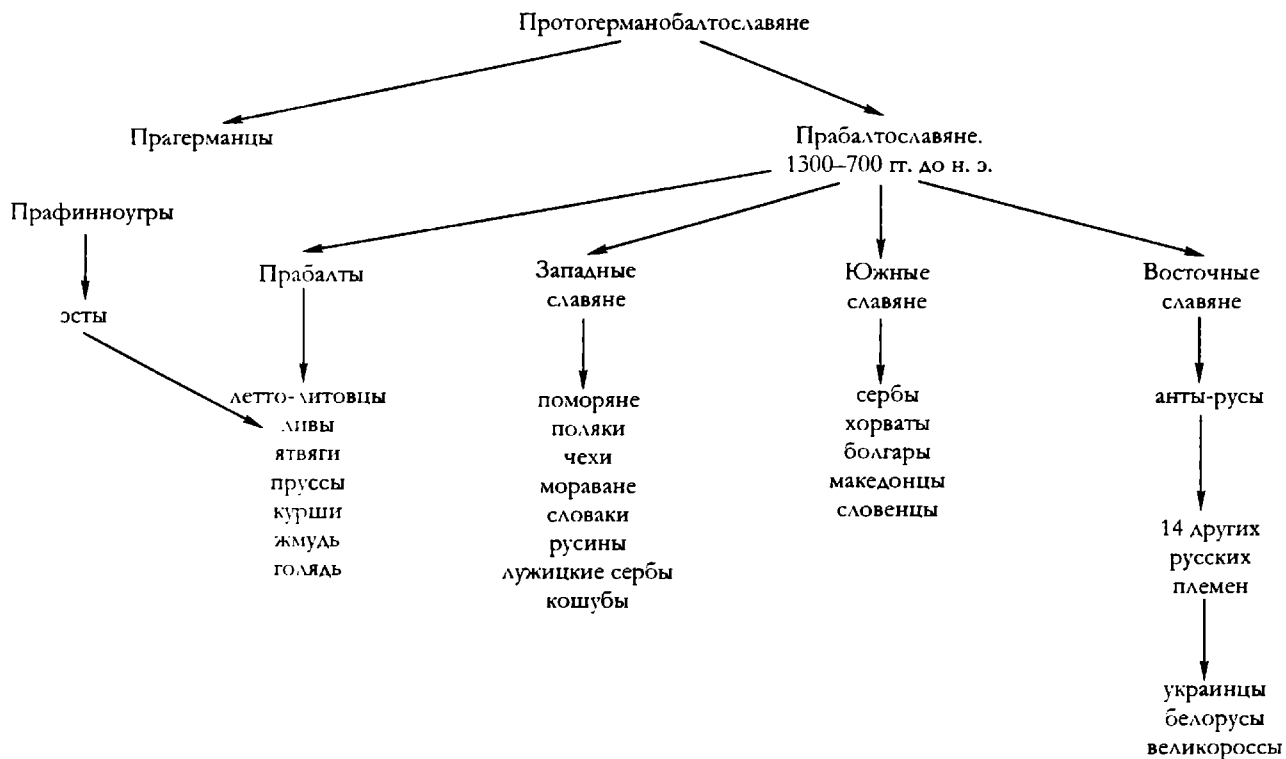 Протогерманобалтославяне
Прагерманцы
Прабалтославяне.
1300–700 гг. до н. э.
Прафинноугры
Прабалты
Западные
славяне
Южные
славяне
Восточные
славяне
эсты
летто-литовцы
ливы
ятвяги
пруссы
курши
жмудь
голядь
поморяне
поляки
чехи
мораване
словаки
русины
лужицкие сербы
кошубы
сербы
хорваты
болгары
македонцы
словенцы
анты-русы
14 других
русских
племен
украинцы
белорусы
великороссы